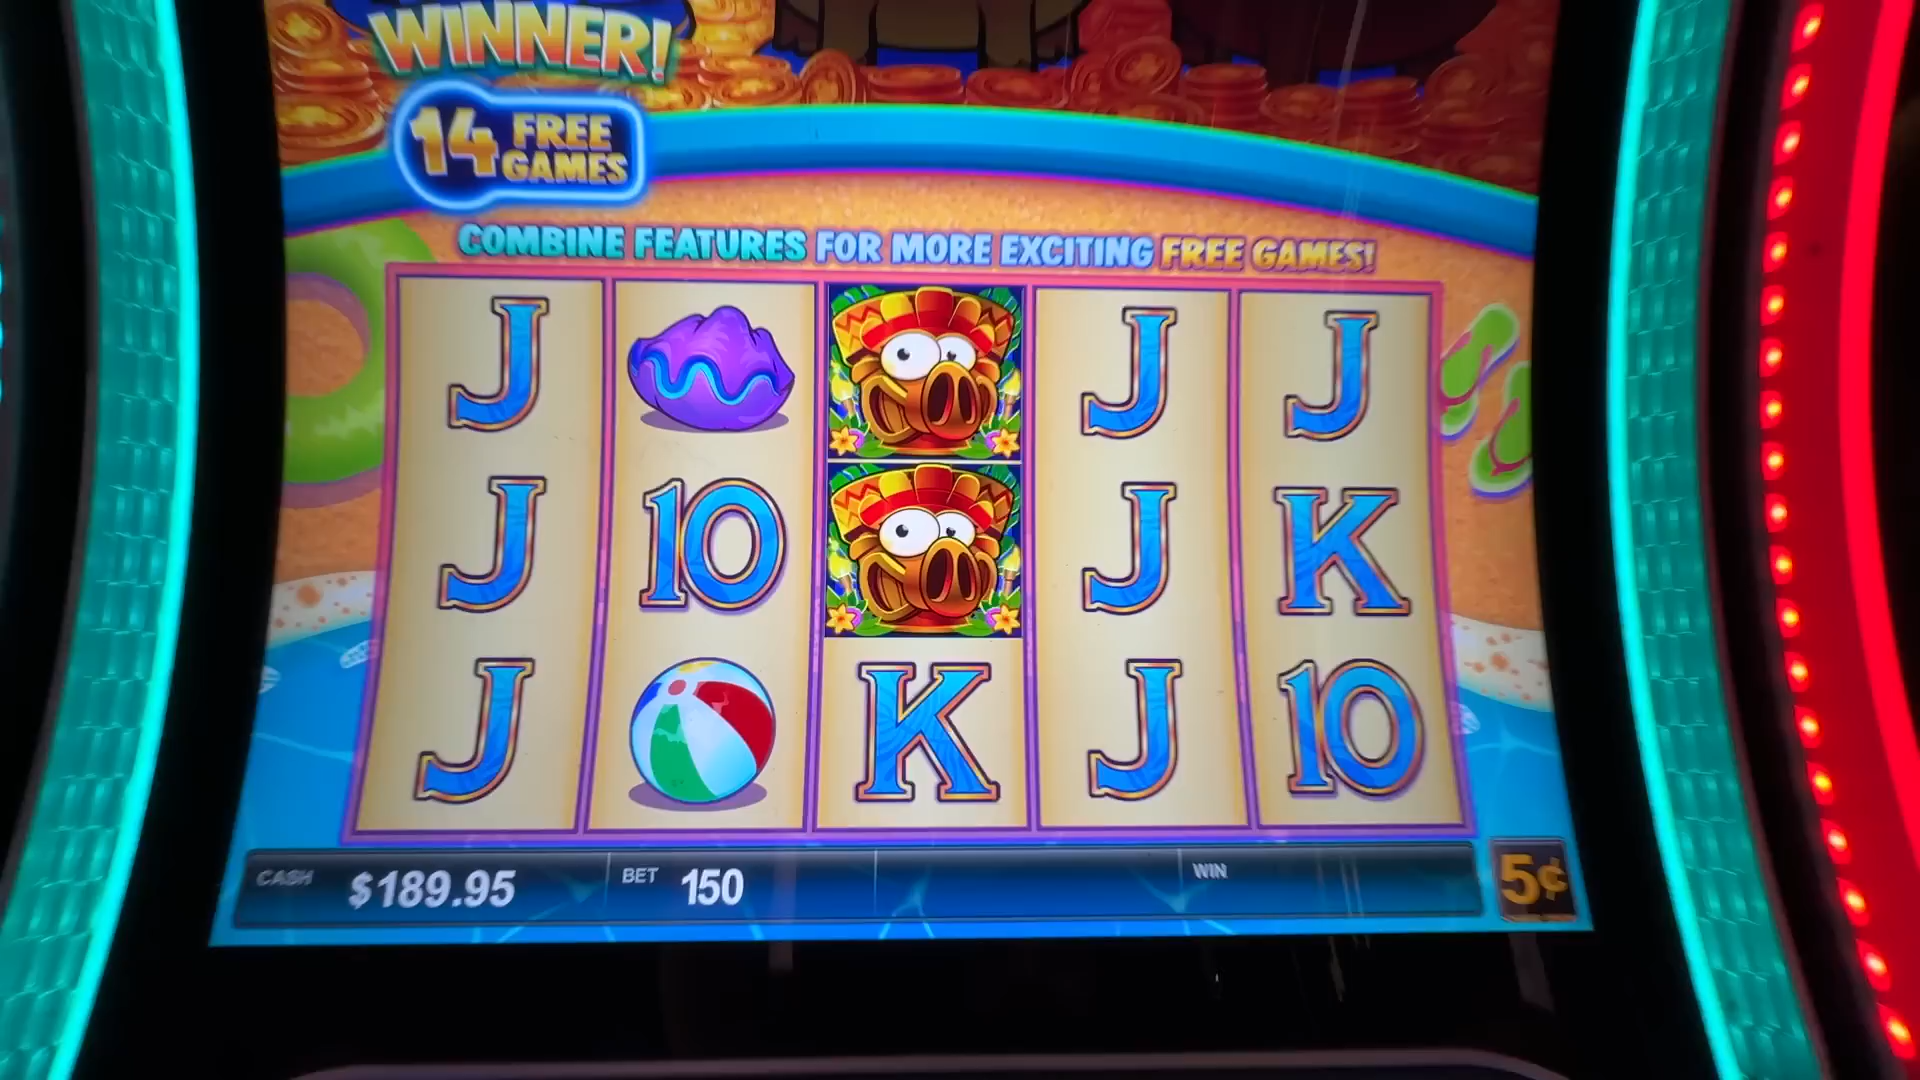 WINNER!
14 FREE GAMES
COMBINE FEATURES FOR MORE EXCITING FREE GAMES!
J J J
J 10 J K
J K J 10
CASH $189.95 BET 150 WIN 5¢